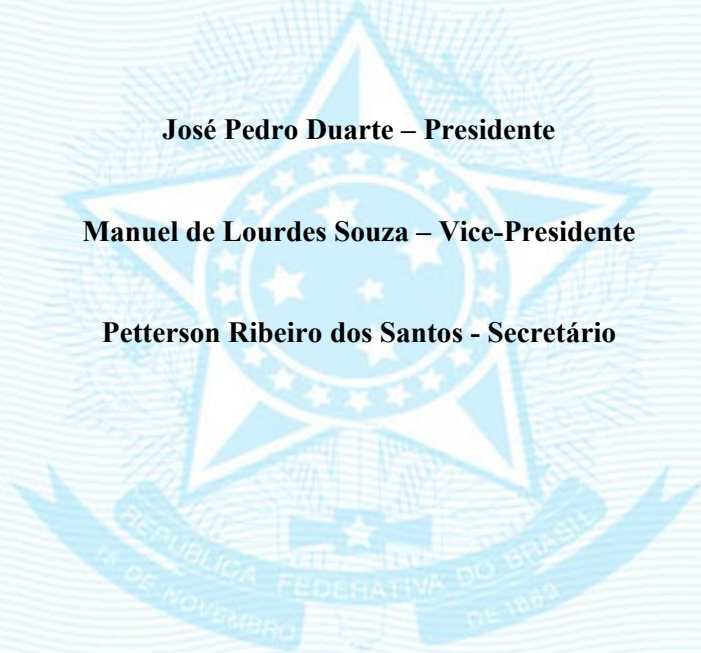 José Pedro Duarte – Presidente
Manuel de Lourdes Souza – Vice-Presidente
Petterson Ribeiro dos Santos - Secretário
REPÚBLICA FEDERATIVA DO BRASIL
15 DE NOVEMBRO DE 1889